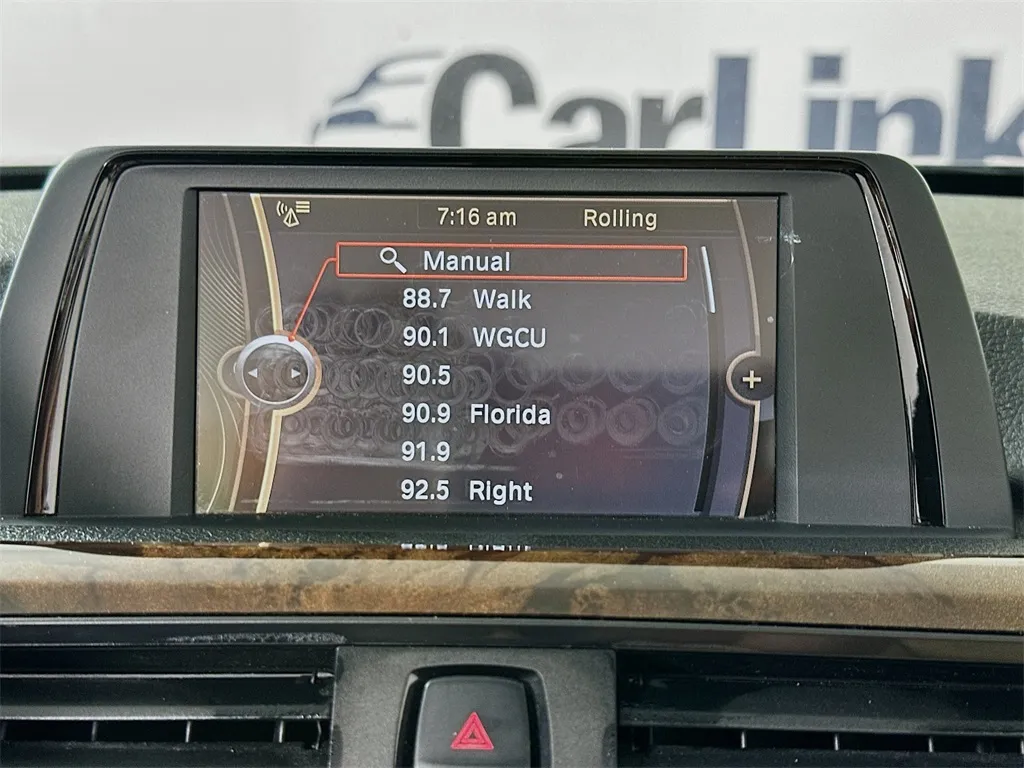 CarLink
7:16 am Rolling
Manual
88.7 Walk
90.1 WGCU
90.5
90.9 Florida
91.9
92.5 Right